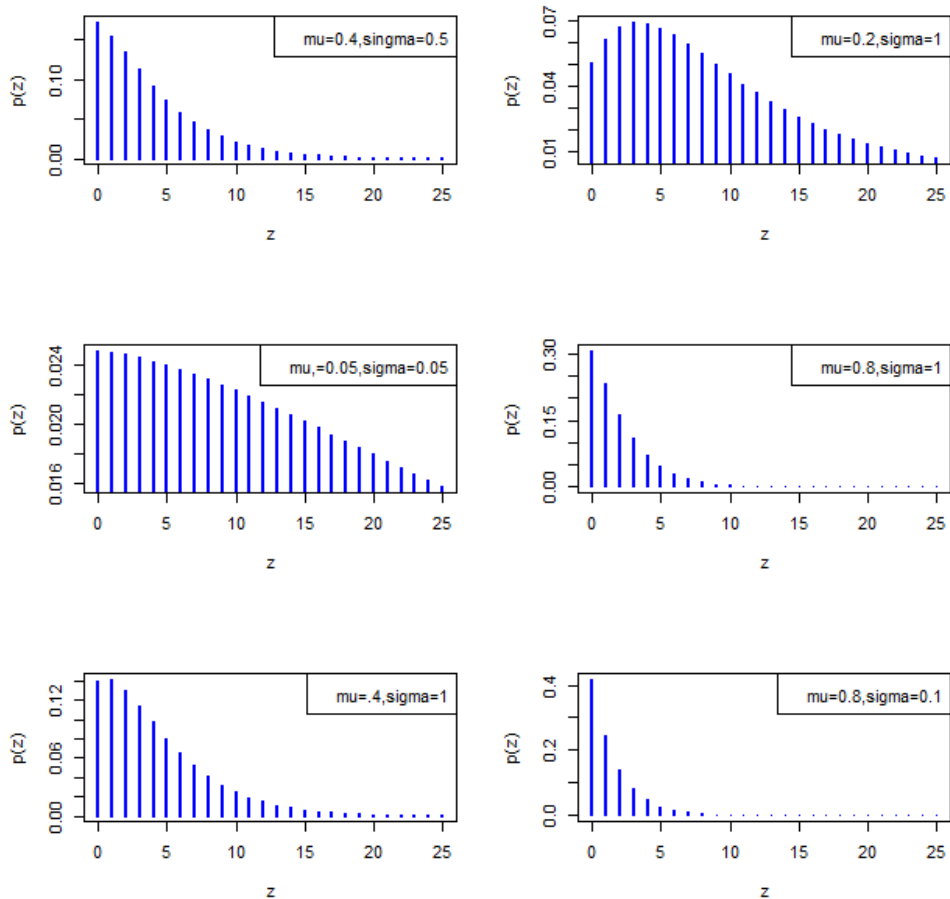 mu=0.4,singma=0.5
p(z)
0.00 0.10
0 5 10 15 20 25
z
mu=0.2,sigma=1
p(z)
0.01 0.04 0.07
0 5 10 15 20 25
z
mu,=0.05,sigma=0.05
p(z)
0.016 0.020 0.024
0 5 10 15 20 25
z
mu=0.8,sigma=1
p(z)
0.00 0.15 0.30
0 5 10 15 20 25
z
mu=.4,sigma=1
p(z)
0.00 0.06 0.12
0 5 10 15 20 25
z
mu=0.8,sigma=0.1
p(z)
0.0 0.2 0.4
0 5 10 15 20 25
z